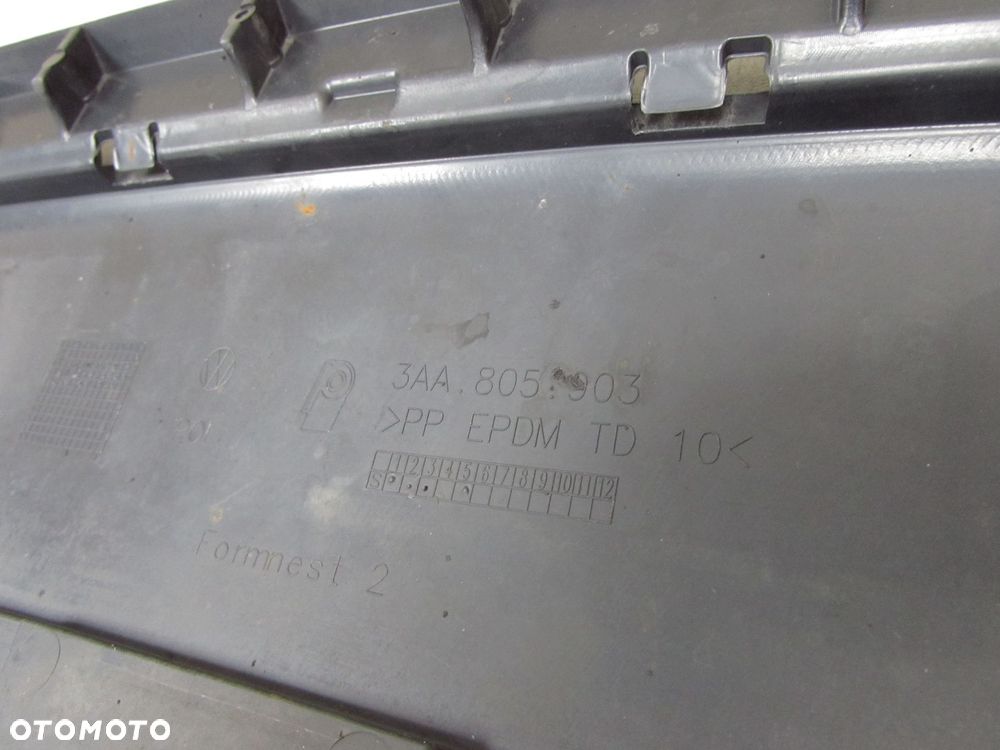 3AA.805.903
>PP EPDM TD 10<
1 2 3 4 5 6 7 8 9 10 11 12
S
Formnest 2
OTOMOTO